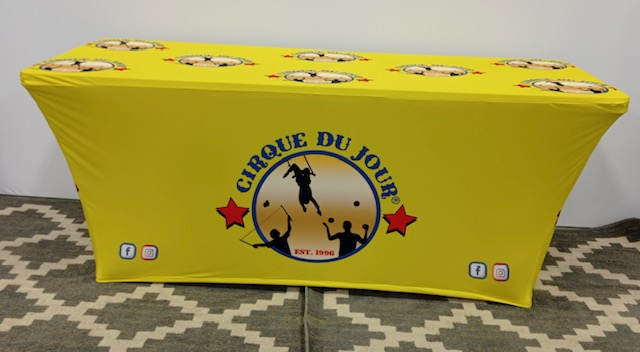 CIRQUE DU JOUR®
EST. 1996